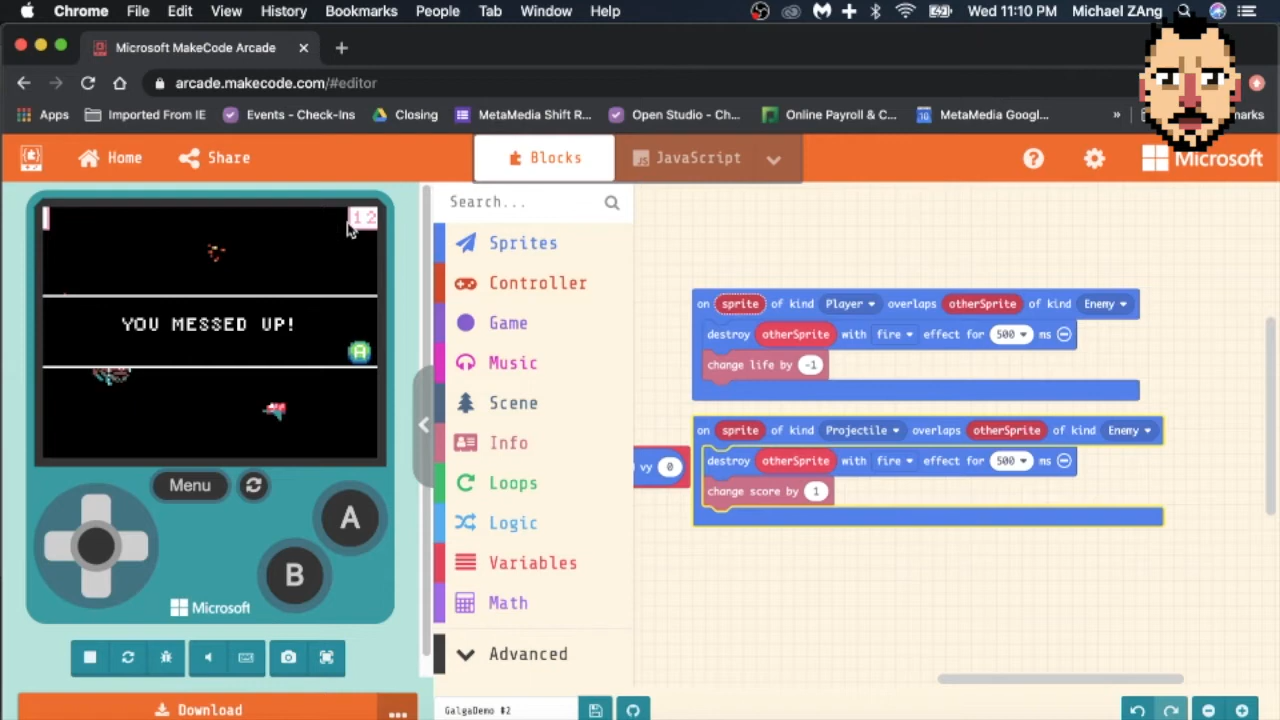 Chrome File Edit View History Bookmarks People Tab Window Help Wed 11:10 PM Michael ZAng
Microsoft MakeCode Arcade
arcade.makecode.com/#editor
Apps Imported From IE Events - Check-Ins Closing MetaMedia Shift R... Open Studio - Ch... Online Payroll & C... 10 MetaMedia Googl... » marks
Home Share Blocks JavaScript Microsoft
12
YOU MESSED UP!
A
Menu
A
B
Microsoft
Download
Search...
Sprites
Controller
Game
Music
Scene
Info
Loops
Logic
Variables
Math
Advanced
GalgaDemo #2
on sprite of kind Player overlaps otherSprite of kind Enemy
destroy otherSprite with fire effect for 500 ms
change life by -1
on sprite of kind Projectile overlaps otherSprite of kind Enemy
vy 0
destroy otherSprite with fire effect for 500 ms
change score by 1